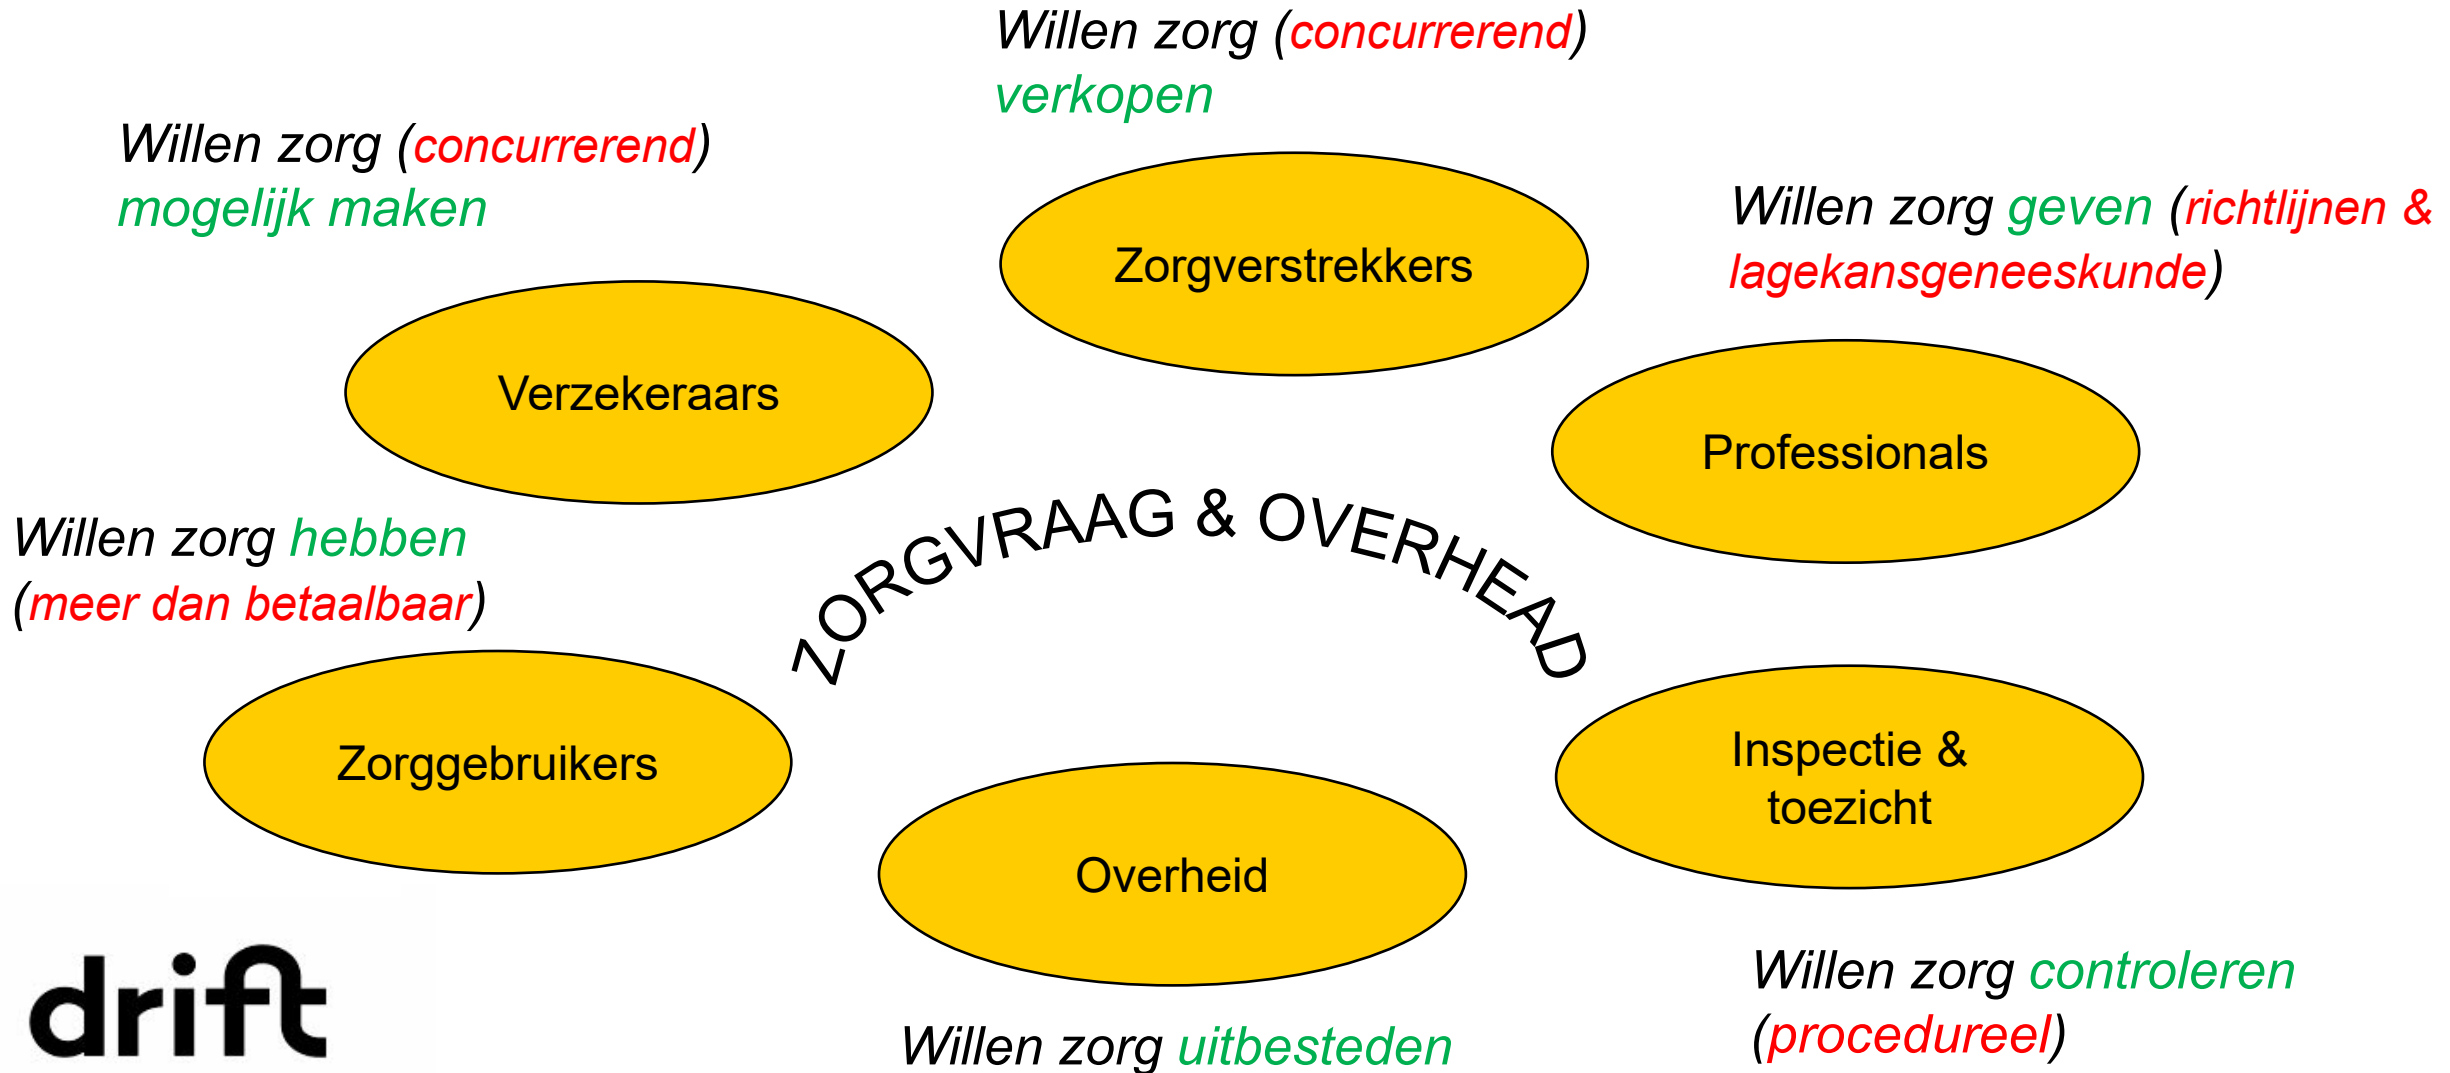 Willen zorg (concurrerend)
verkopen
Willen zorg (concurrerend)
mogelijk maken
Willen zorg geven (richtlijnen &
lagekansgeneeskunde)
Zorgverstrekkers
Verzekeraars
Professionals
ZORGVRAAG & OVERHEAD
Willen zorg hebben
(meer dan betaalbaar)
Zorggebruikers
Inspectie &
toezicht
Overheid
drift
Willen zorg controleren
(procedureel)
Willen zorg uitbesteden